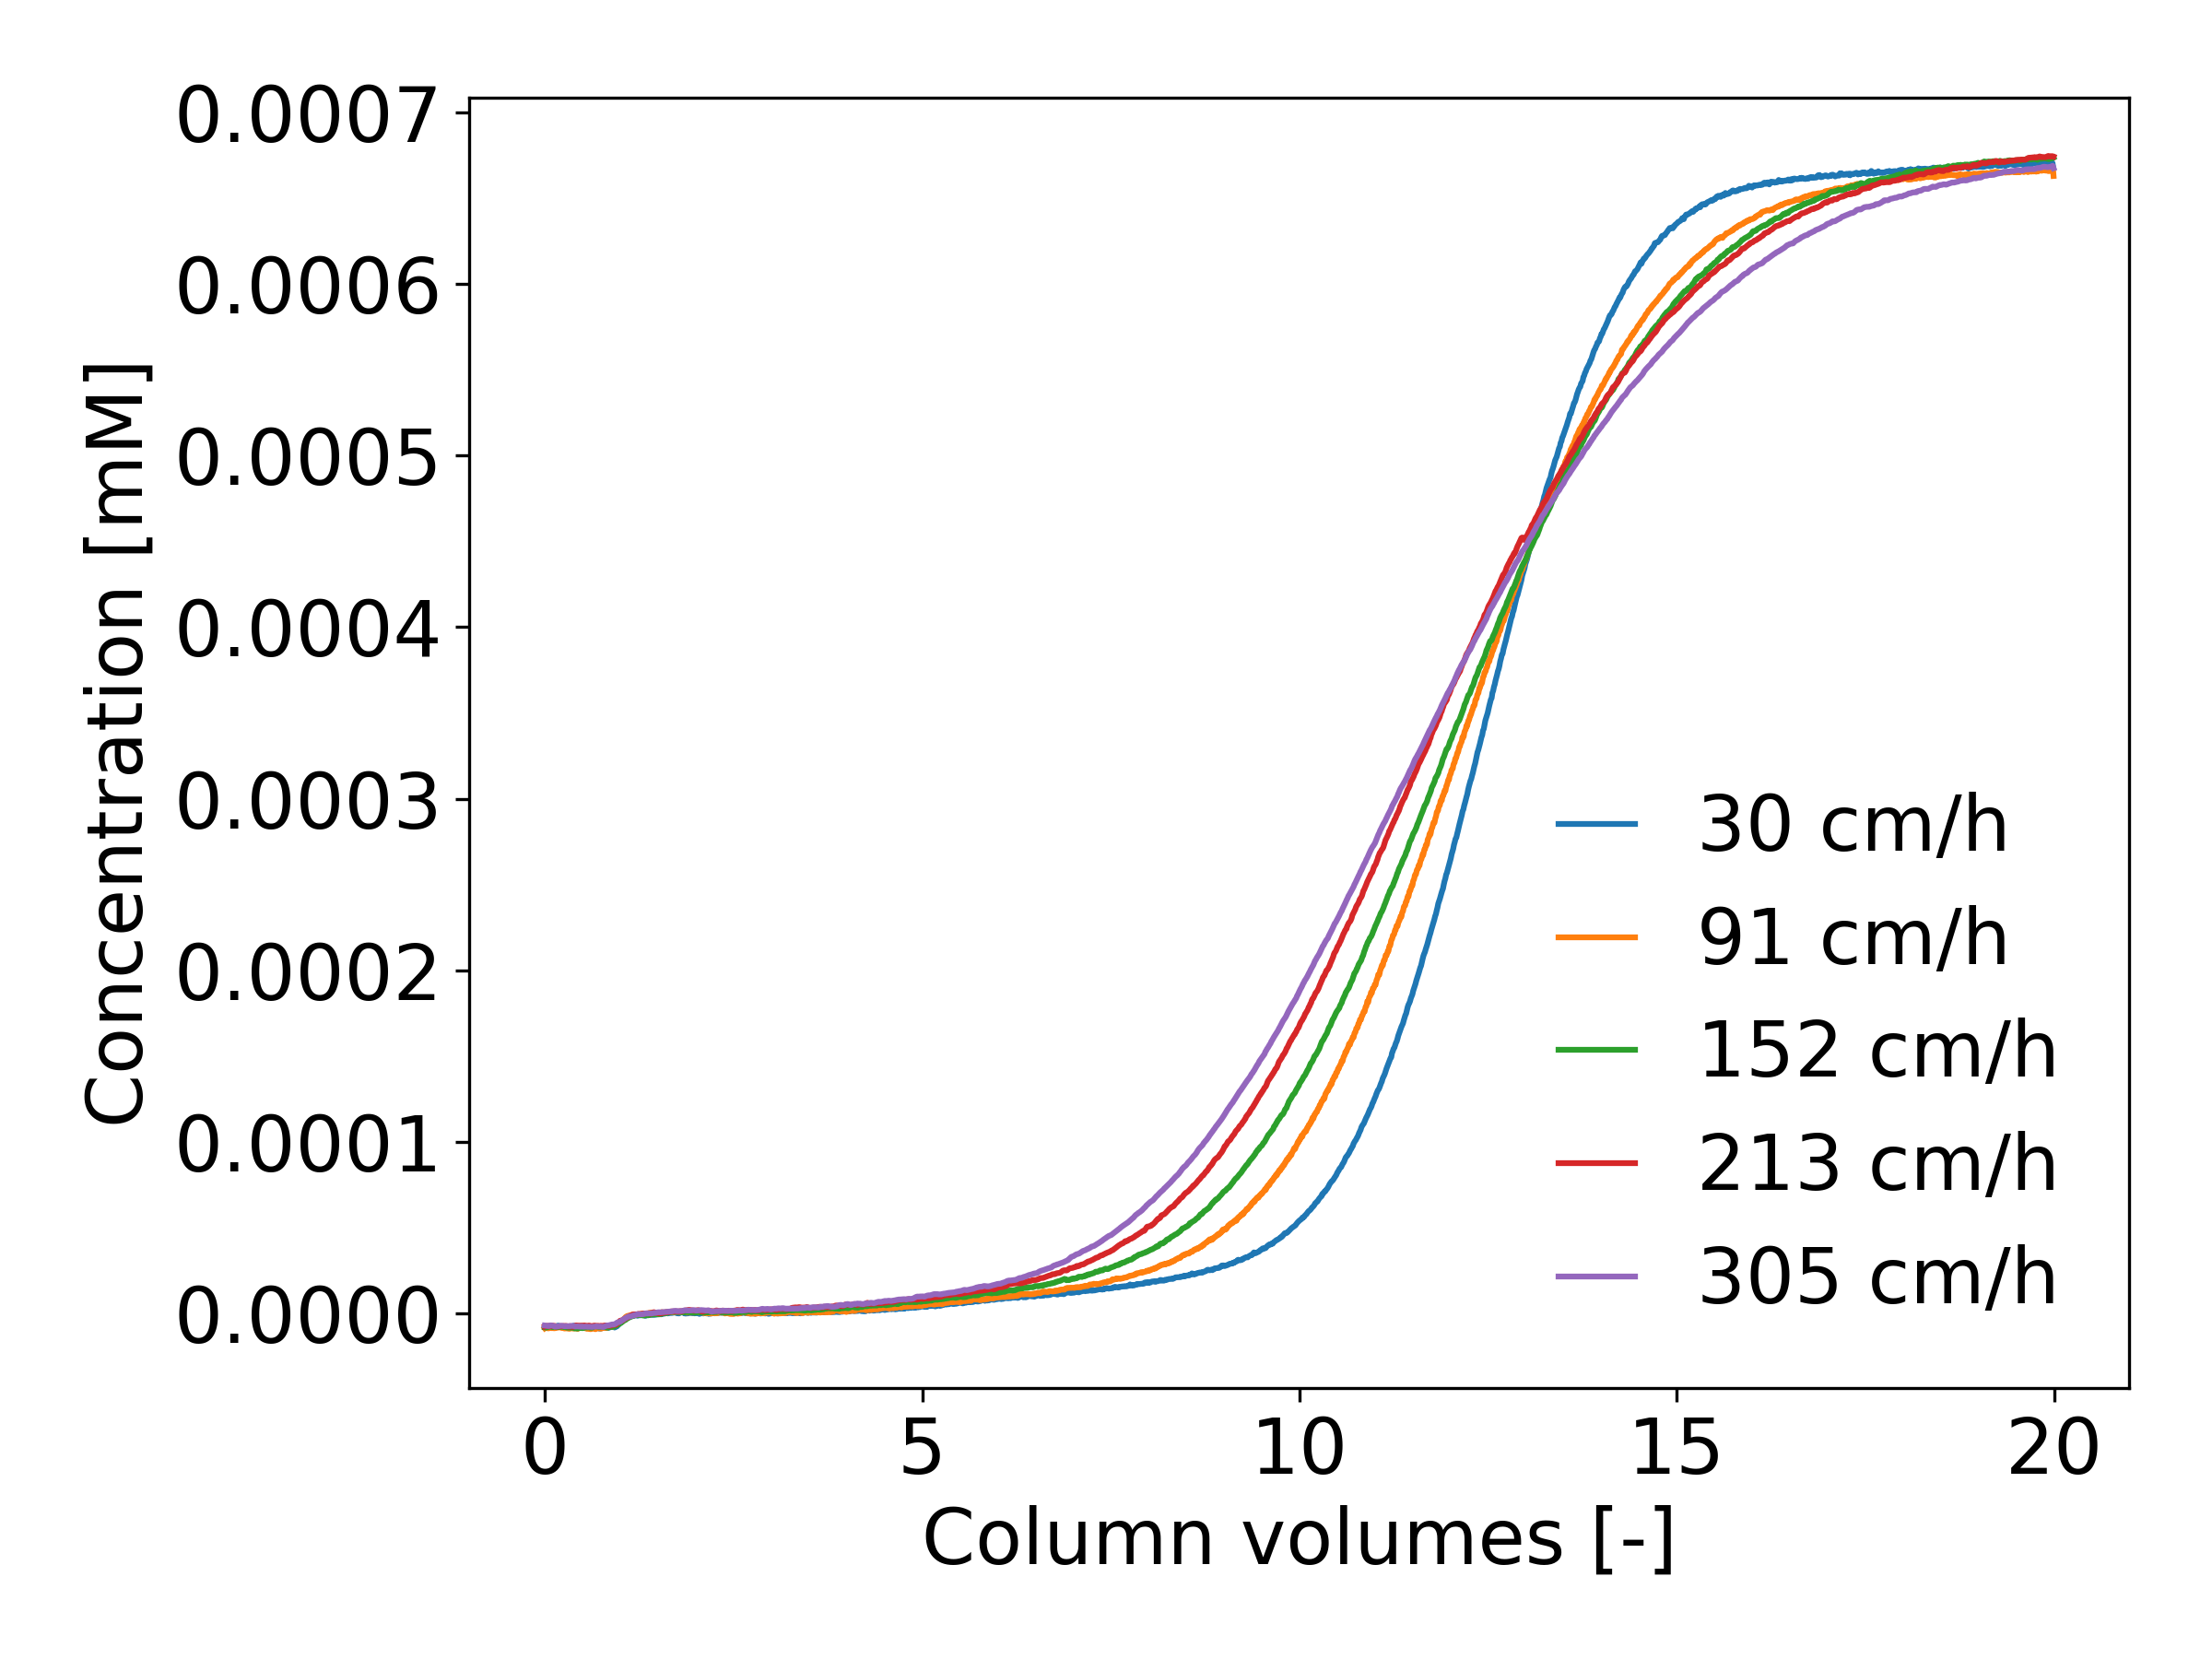 0.0007
0.0006
0.0005
0.0004
0.0003
0.0002
0.0001
0.0000
Concentration [mM]
30 cm/h
91 cm/h
152 cm/h
213 cm/h
305 cm/h
0 5 10 15 20
Column volumes [-]